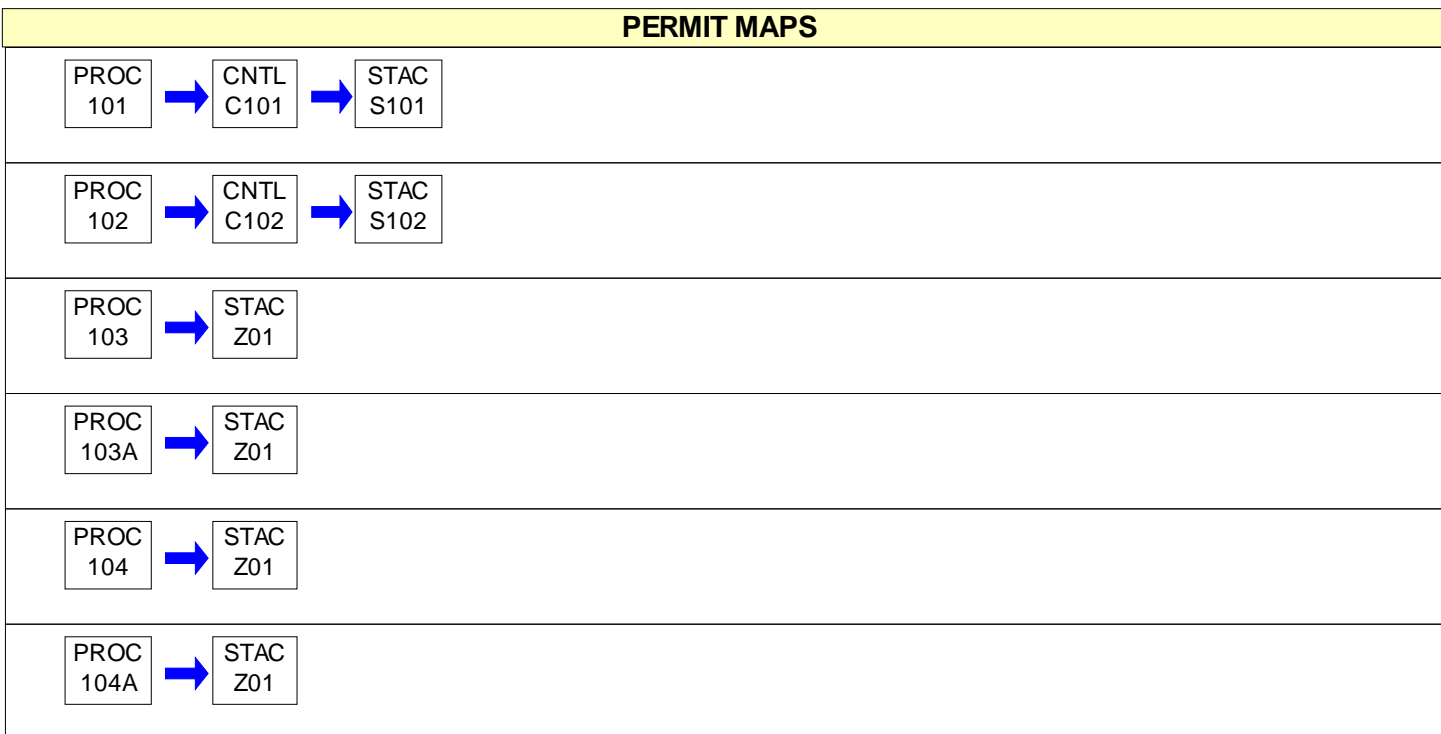 PERMIT MAPS
PROC CNTL STAC
101 C101 S101
PROC CNTL STAC
102 C102 S102
PROC STAC
103 Z01
PROC STAC
103A Z01
PROC STAC
104 Z01
PROC STAC
104A Z01